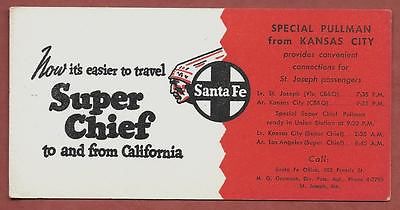 Now it's easier to travel
Super
Chief
to and from California
Santa Fe
SPECIAL PULLMAN
from KANSAS CITY
provides convenient
connections for
St. Joseph passengers
Lv. St. Joseph (Via CB&Q)
Ar. Kansas City (CB&Q)
Special Super Chief Pullman
ready in Union Station at 9:30 P.M.
Lv. Kansas City (Super Chief)
Ar. Los Angeles (Super Chief)
Call:
Santa Fe Office,
St. Joseph, Mo.